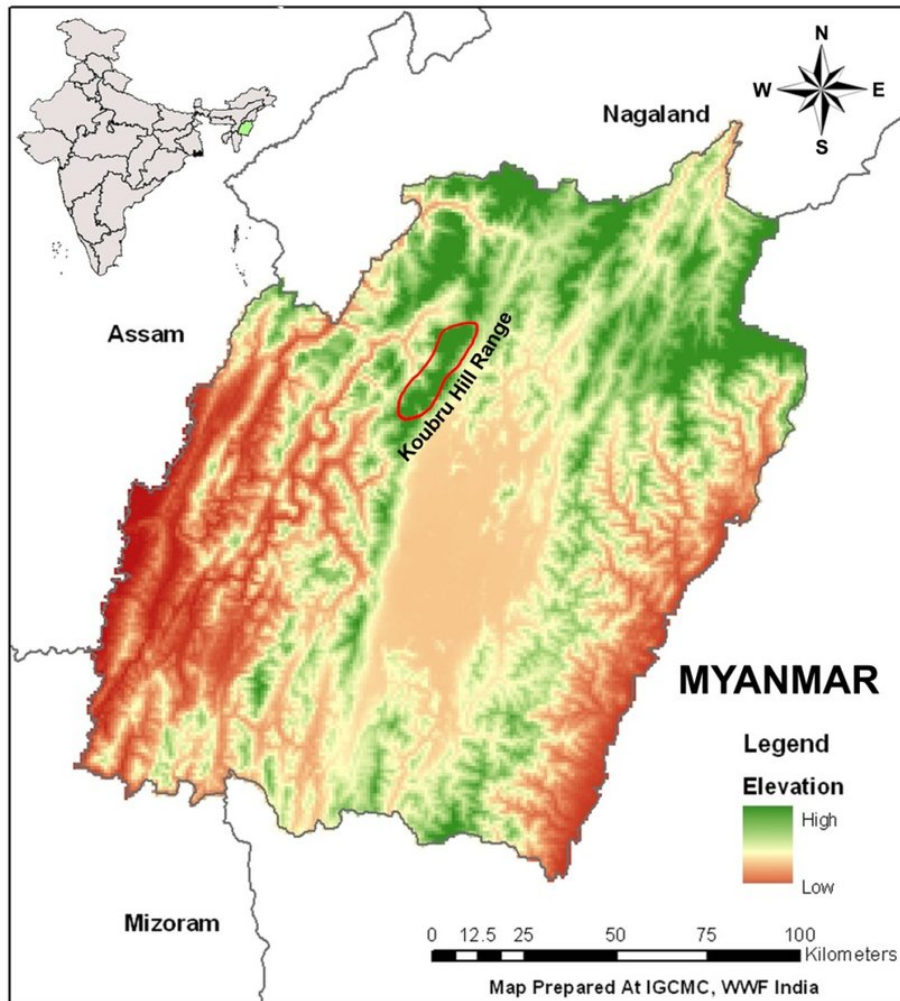 N
W E
S
Nagaland
Assam
Koubru Hill Range
MYANMAR
Legend
Elevation
High
Low
Mizoram
0 12.5 25 50 75 100
Kilometers
Map Prepared At IGCMC, WWF India